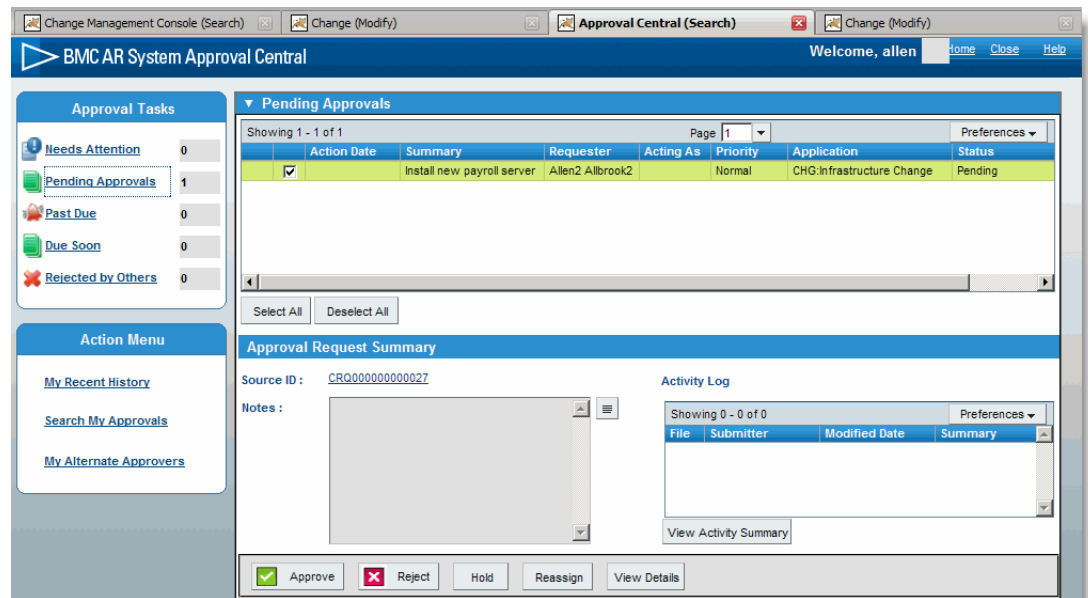 Change Management Console (Search)
Change (Modify)
Approval Central (Search)
Change (Modify)
BMC AR System Approval Central
Welcome, allen
Home Close Help
Approval Tasks
Needs Attention 0
Pending Approvals 1
Past Due 0
Due Soon 0
Rejected by Others 0
Action Menu
My Recent History
Search My Approvals
My Alternate Approvers
Pending Approvals
Showing 1 - 1 of 1 Page 1 Preferences
Action Date Summary Requester Acting As Priority Application Status
Install new payroll server Allen2 Allbrook2 Normal CHG:Infrastructure Change Pending
Select All Deselect All
Approval Request Summary
Source ID : CRQ000000000027
Notes :
Activity Log
Showing 0 - 0 of 0 Preferences
File Submitter Modified Date Summary
View Activity Summary
Approve Reject Hold Reassign View Details